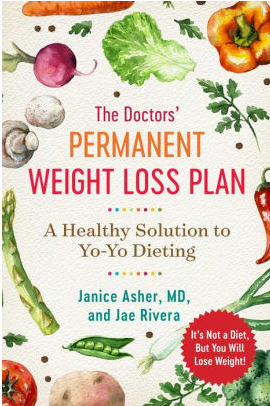 The Doctors'
PERMANENT
WEIGHT LOSS PLAN
A Healthy Solution to
Yo-Yo Dieting
Janice Asher, MD,
and Jae Rivera
It's Not a Diet,
But You Will
Lose Weight!